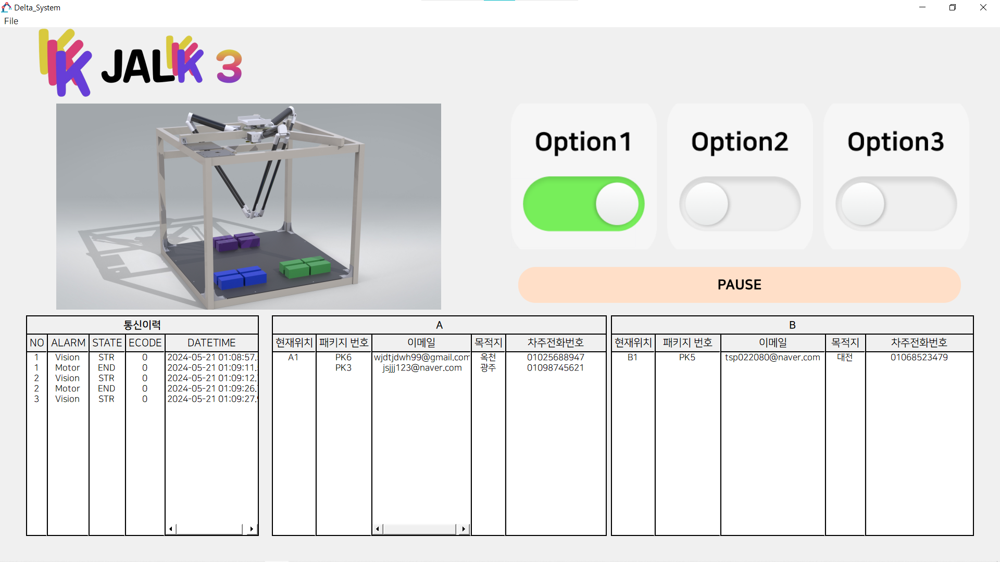 Delta_System
File
JALKKK 3
Option1
Option2
Option3
PAUSE
통신이력
NO ALARM STATE ECODE DATETIME
1 Vision STR 0 2024-05-21 01:08:57.
1 Motor END 0 2024-05-21 01:09:11.
2 Vision STR 0 2024-05-21 01:09:12.
2 Motor END 0 2024-05-21 01:09:26.
3 Vision STR 0 2024-05-21 01:09:27.
A
현재위치 패키지 번호 이메일 목적지 차주전화번호
A1 PK6 wjdtjdwh99@gmail.com 옥천 01025688947
PK3 jsjjj123@naver.com 광주 01098745621
B
현재위치 패키지 번호 이메일 목적지 차주전화번호
B1 PK5 tsp022080@naver.com 대전 01068523479